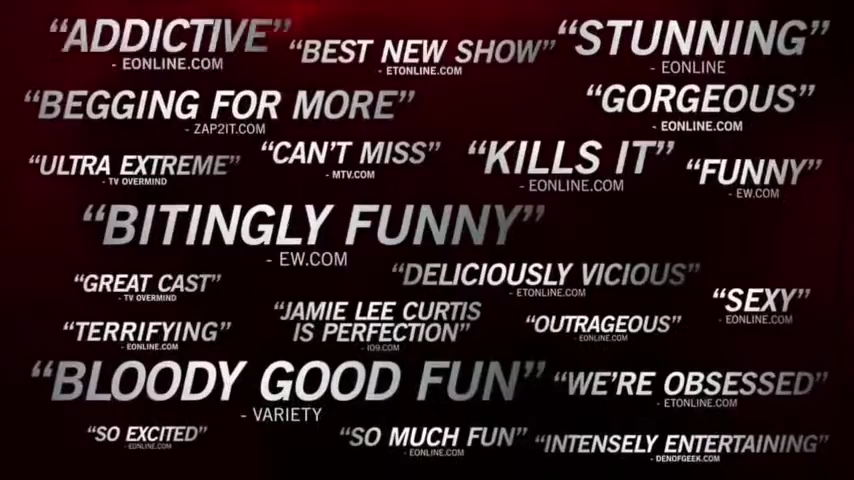 “ADDICTIVE”
- EONLINE.COM
“BEST NEW SHOW”
- ETONLINE.COM
“STUNNING”
- EONLINE
“BEGGING FOR MORE”
- ZAP2IT.COM
“GORGEOUS”
- EONLINE.COM
“ULTRA EXTREME”
- TV OVERMIND
“CAN'T MISS”
- MTV.COM
“KILLS IT”
- EONLINE.COM
“FUNNY”
- EW.COM
“BITINGLY FUNNY”
- EW.COM
“GREAT CAST”
- TV OVERMIND
“DELICIOUSLY VICIOUS”
- ETONLINE.COM
“SEXY”
- EONLINE.COM
“TERRIFYING”
- EONLINE.COM
“JAMIE LEE CURTIS
IS PERFECTION”
- IO9.COM
“OUTRAGEOUS”
- EONLINE.COM
“BLOODY GOOD FUN”
- VARIETY
“WE'RE OBSESSED”
- ETONLINE.COM
“SO EXCITED”
- EONLINE.COM
“SO MUCH FUN”
- EONLINE.COM
“INTENSELY ENTERTAINING”
- DENOFGEEK.COM